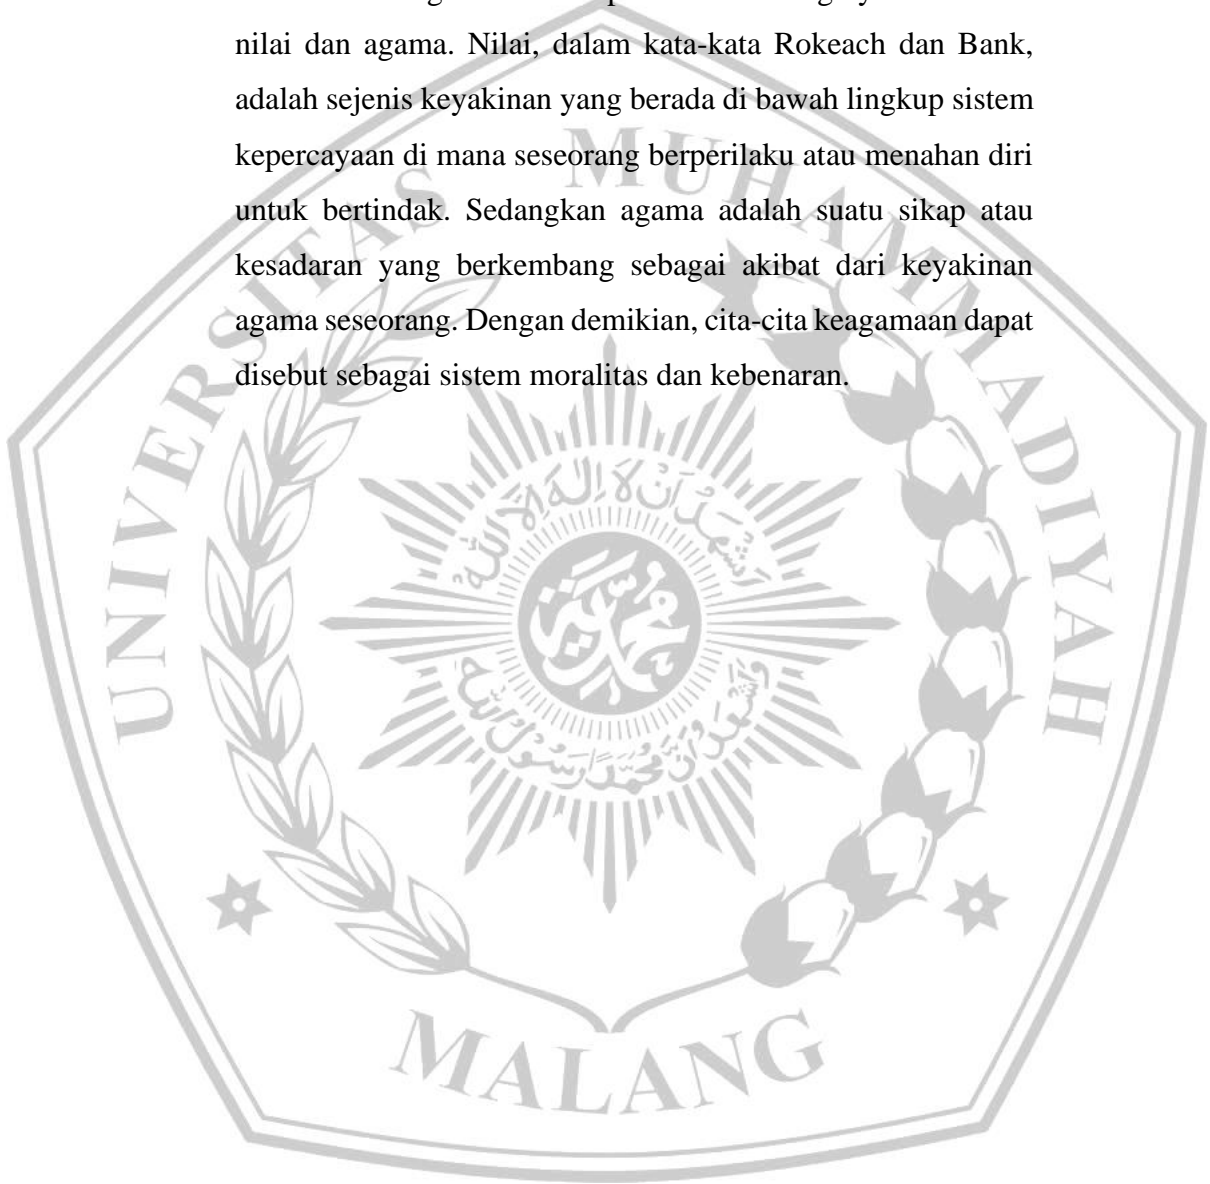 nilai dan agama. Nilai, dalam kata-kata Rokeach dan Bank,
adalah sejenis keyakinan yang berada di bawah lingkup sistem
kepercayaan di mana seseorang berperilaku atau menahan diri
untuk bertindak. Sedangkan agama adalah suatu sikap atau
kesadaran yang berkembang sebagai akibat dari keyakinan
agama seseorang. Dengan demikian, cita-cita keagamaan dapat
disebut sebagai sistem moralitas dan kebenaran.
UNIVERSITAS MUHAMMADIYAH
MALANG